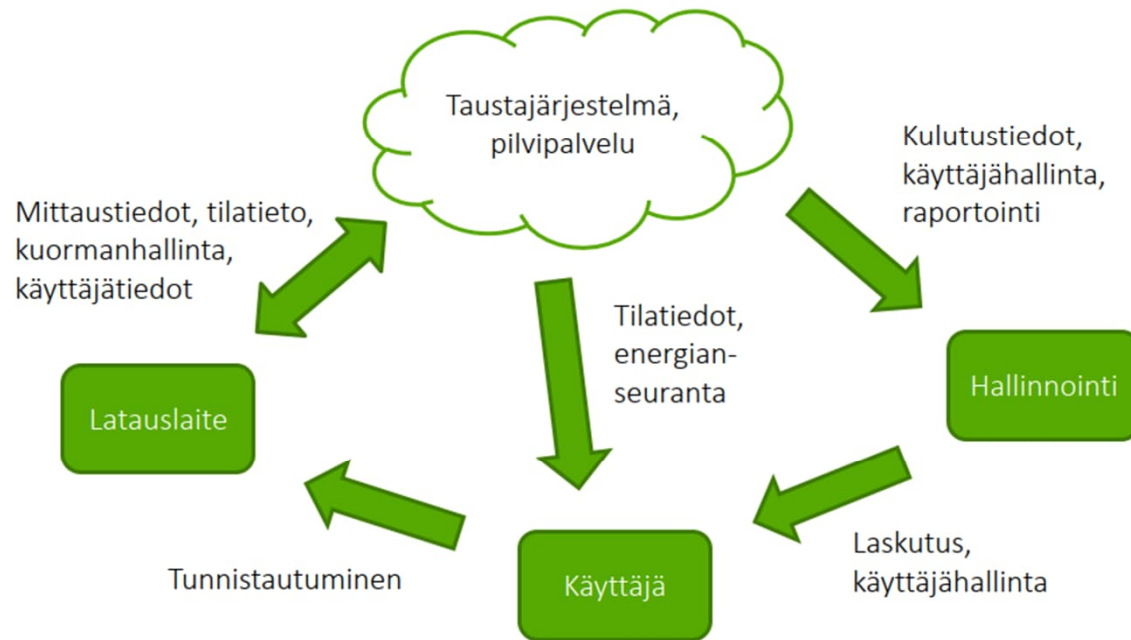 Taustajärjestelmä,
pilvipalvelu
Kulutustiedot,
käyttäjähallinta,
raportointi
Mittaustiedot, tilatieto,
kuormanhallinta,
käyttäjätiedot
Tilatiedot,
energian-
seuranta
Hallinnointi
Latauslaite
Laskutus,
käyttäjähallinta
Tunnistautuminen
Käyttäjä